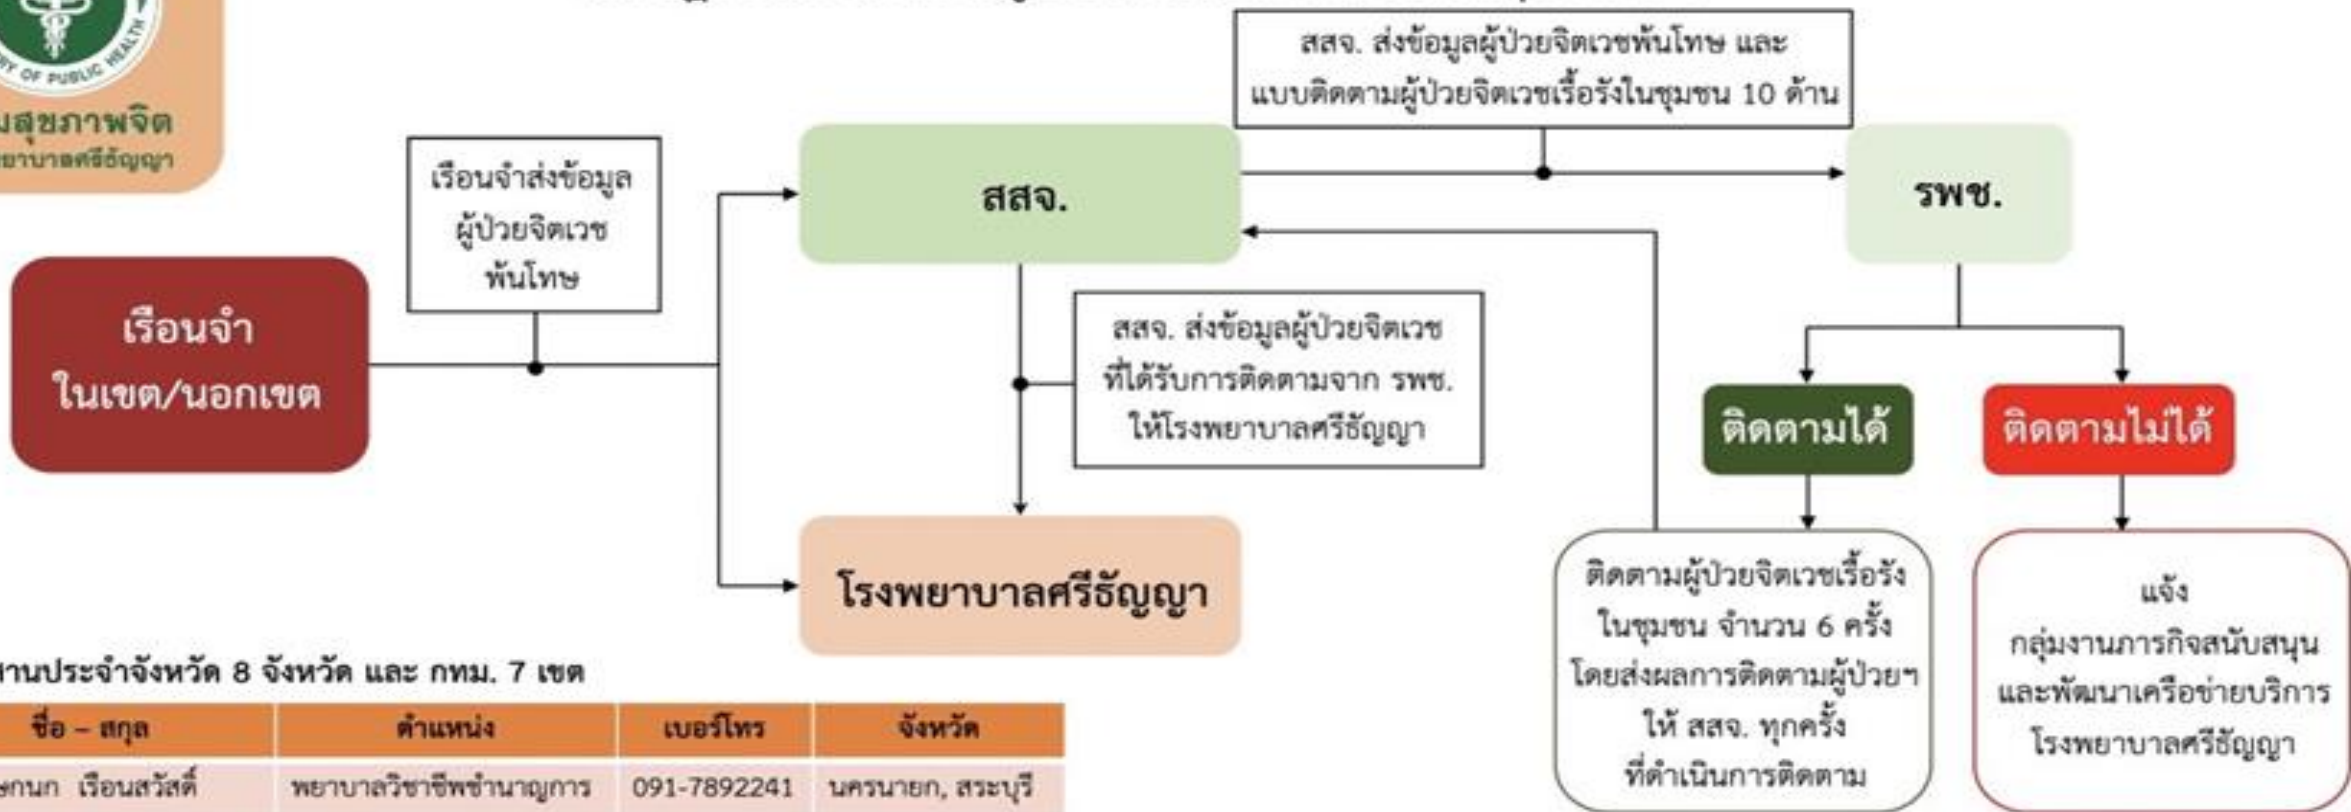 RY OF PUBLIC HEALTH
สุขภาพจิต
พยาบาลศรีธัญญา
สสจ. ส่งข้อมูลผู้ป่วยจิตเวชพ้นโทษ และ
แบบติดตามผู้ป่วยจิตเวชเรื้อรังในชุมชน 10 ด้าน
เรือนจำส่งข้อมูล
ผู้ป่วยจิตเวช
พ้นโทษ
สสจ.
รพช.
เรือนจำ
ในเขต/นอกเขต
สสจ. ส่งข้อมูลผู้ป่วยจิตเวช
ที่ได้รับการติดตามจาก รพช.
ให้โรงพยาบาลศรีธัญญา
ติดตามได้
ติดตามไม่ได้
โรงพยาบาลศรีธัญญา
ติดตามผู้ป่วยจิตเวชเรื้อรัง
ในชุมชน จำนวน 6 ครั้ง
โดยส่งผลการติดตามผู้ป่วยฯ
ให้ สสจ. ทุกครั้ง
ที่ดำเนินการติดตาม
แจ้ง
กลุ่มงานภารกิจสนับสนุน
และพัฒนาเครือข่ายบริการ
โรงพยาบาลศรีธัญญา
านประจำจังหวัด 8 จังหวัด และ กทม. 7 เขต
ชื่อ – สกุล ตำแหน่ง เบอร์โทร จังหวัด
กนก เรือนสวัสดิ์ พยาบาลวิชาชีพชำนาญการ 091-7892241 นครนายก, สระบุรี